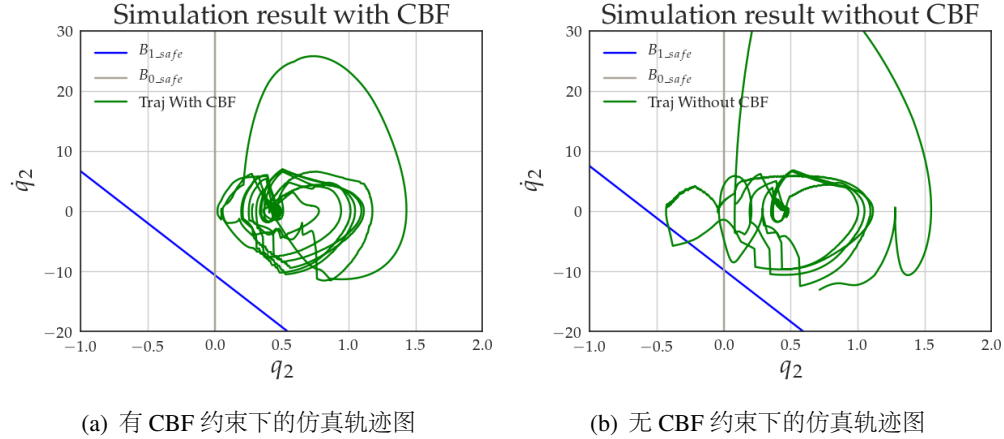 Simulation result with CBF
30
20
10
0
−10
−20
−1.0
−0.5
0.0
0.5
1.0
1.5
2.0
q̇2
q2
B1_safe
B0_safe
Traj With CBF
(a) 有 CBF 约束下的仿真轨迹图
Simulation result without CBF
30
20
10
0
−10
−20
−1.0
−0.5
0.0
0.5
1.0
1.5
2.0
q̇2
q2
B1_safe
B0_safe
Traj Without CBF
(b) 无 CBF 约束下的仿真轨迹图